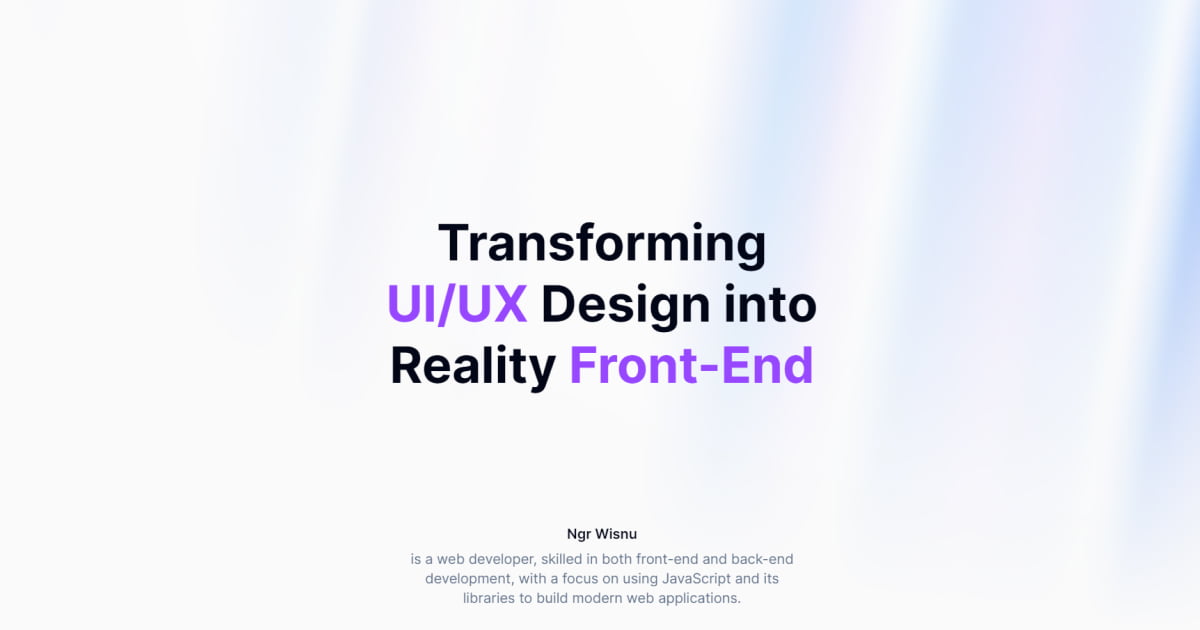 Transforming
UI/UX Design into
Reality Front-End
Ngr Wisnu
is a web developer, skilled in both front-end and back-end
development, with a focus on using JavaScript and its
libraries to build modern web applications.